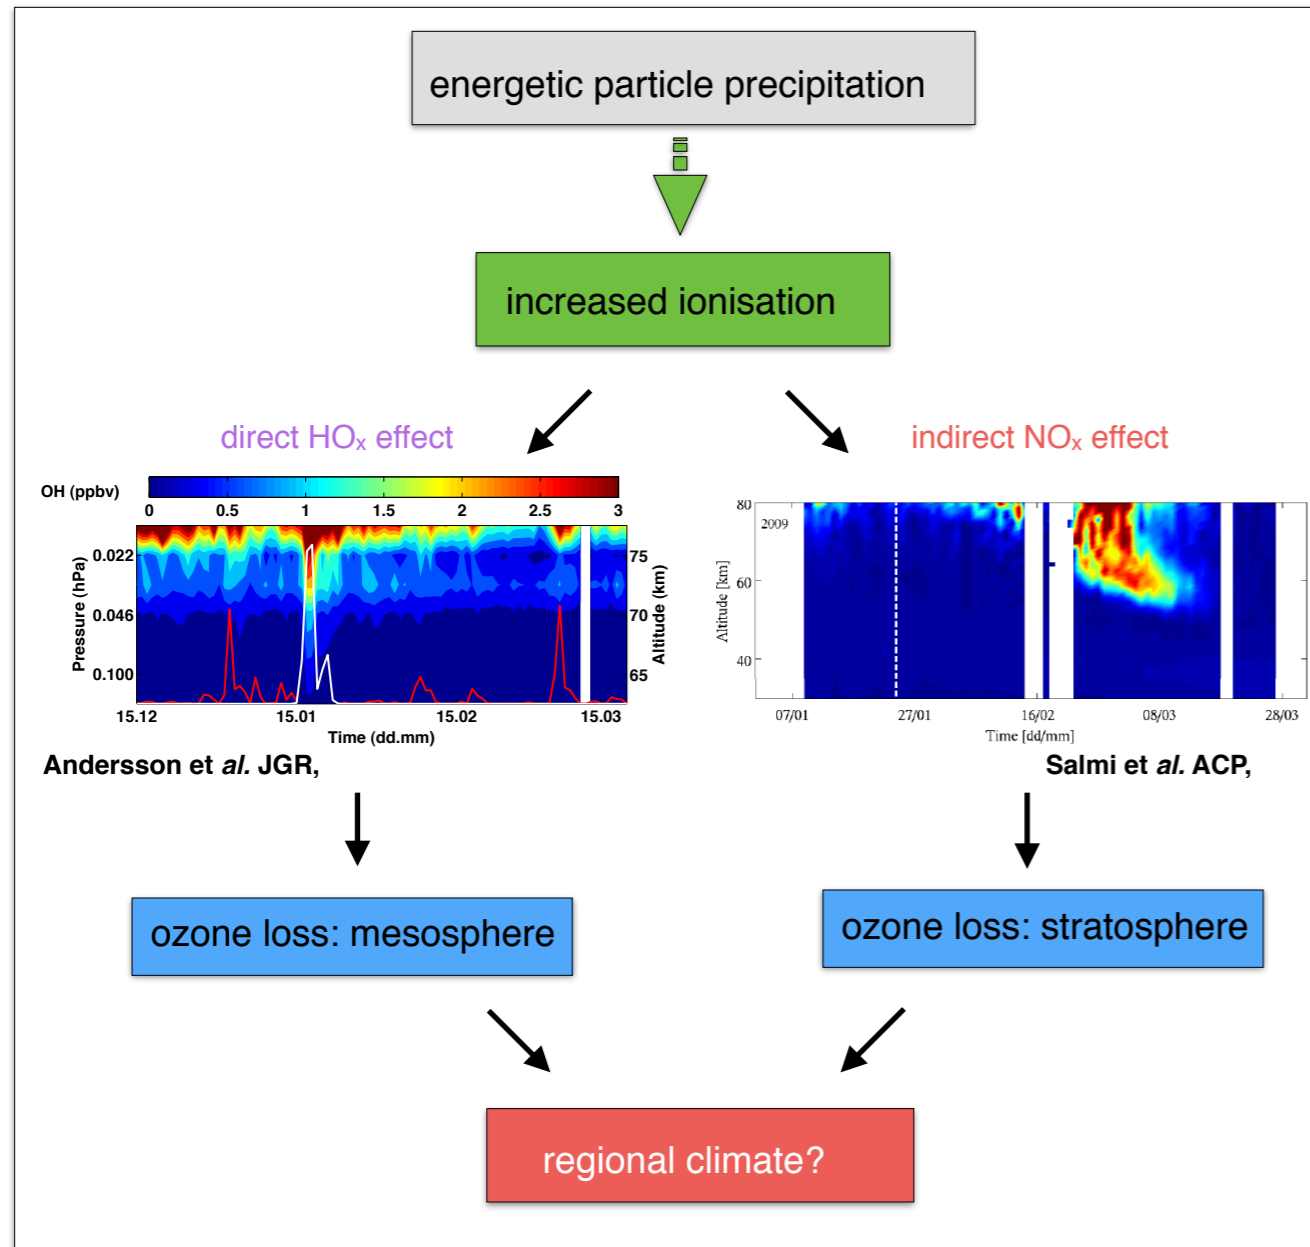 energetic particle precipitation
increased ionisation
direct HOₓ effect
indirect NOₓ effect
OH (ppbv)
0 0.5 1 1.5 2 2.5 3
Pressure (hPa)
0.022
0.046
0.100
75
70
65
Altitude (km)
15.12 15.01 15.02 15.03
Time (dd.mm)
2009
Altitude [km]
80
60
40
07/01 27/01 16/02 08/03 28/03
Time [dd/mm]
Andersson et al. JGR,
Salmi et al. ACP,
ozone loss: mesosphere
ozone loss: stratosphere
regional climate?